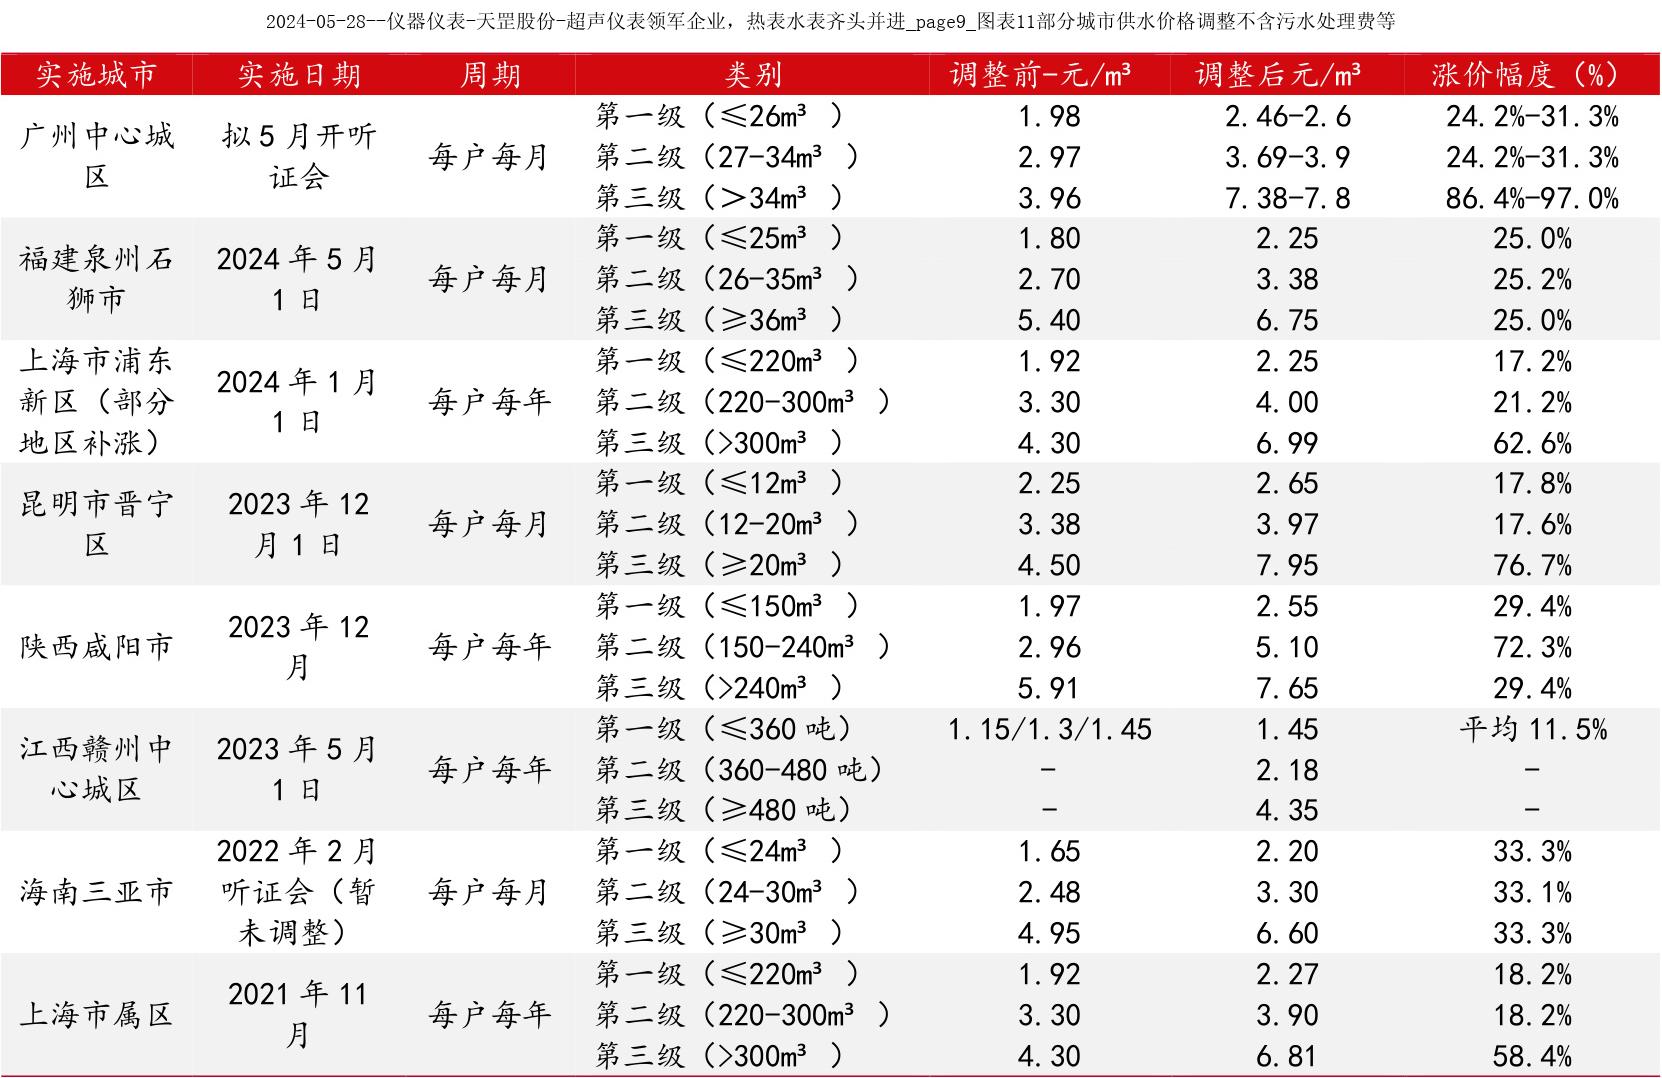 2024-05-28--仪器仪表-天罡股份-超声仪表领军企业，热表水表齐头并进_page9_图表11部分城市供水价格调整不含污水处理费等
实施城市 实施日期 周期 类别 调整前-元/m³ 调整后元/m³ 涨价幅度（%）
广州中心城区 拟5月开听证会 每户每月 第一级（≤26m³ ） 1.98 2.46-2.6 24.2%-31.3%
第二级（27-34m³ ） 2.97 3.69-3.9 24.2%-31.3%
第三级（＞34m³ ） 3.96 7.38-7.8 86.4%-97.0%
福建泉州石狮市 2024年5月1日 每户每月 第一级（≤25m³ ） 1.80 2.25 25.0%
第二级（26-35m³ ） 2.70 3.38 25.2%
第三级（≥36m³ ） 5.40 6.75 25.0%
上海市浦东新区（部分地区补涨） 2024年1月1日 每户每年 第一级（≤220m³ ） 1.92 2.25 17.2%
第二级（220-300m³ ） 3.30 4.00 21.2%
第三级（>300m³ ） 4.30 6.99 62.6%
昆明市晋宁区 2023年12月1日 每户每月 第一级（≤12m³ ） 2.25 2.65 17.8%
第二级（12-20m³ ） 3.38 3.97 17.6%
第三级（≥20m³ ） 4.50 7.95 76.7%
陕西咸阳市 2023年12月 每户每年 第一级（≤150m³ ） 1.97 2.55 29.4%
第二级（150-240m³ ） 2.96 5.10 72.3%
第三级（>240m³ ） 5.91 7.65 29.4%
江西赣州中心城区 2023年5月1日 每户每年 第一级（≤360吨） 1.15/1.3/1.45 1.45 平均11.5%
第二级（360-480吨） - 2.18 -
第三级（≥480吨） - 4.35 -
海南三亚市 2022年2月听证会（暂未调整） 每户每月 第一级（≤24m³ ） 1.65 2.20 33.3%
第二级（24-30m³ ） 2.48 3.30 33.1%
第三级（≥30m³ ） 4.95 6.60 33.3%
上海市属区 2021年11月 每户每年 第一级（≤220m³ ） 1.92 2.27 18.2%
第二级（220-300m³ ） 3.30 3.90 18.2%
第三级（>300m³ ） 4.30 6.81 58.4%